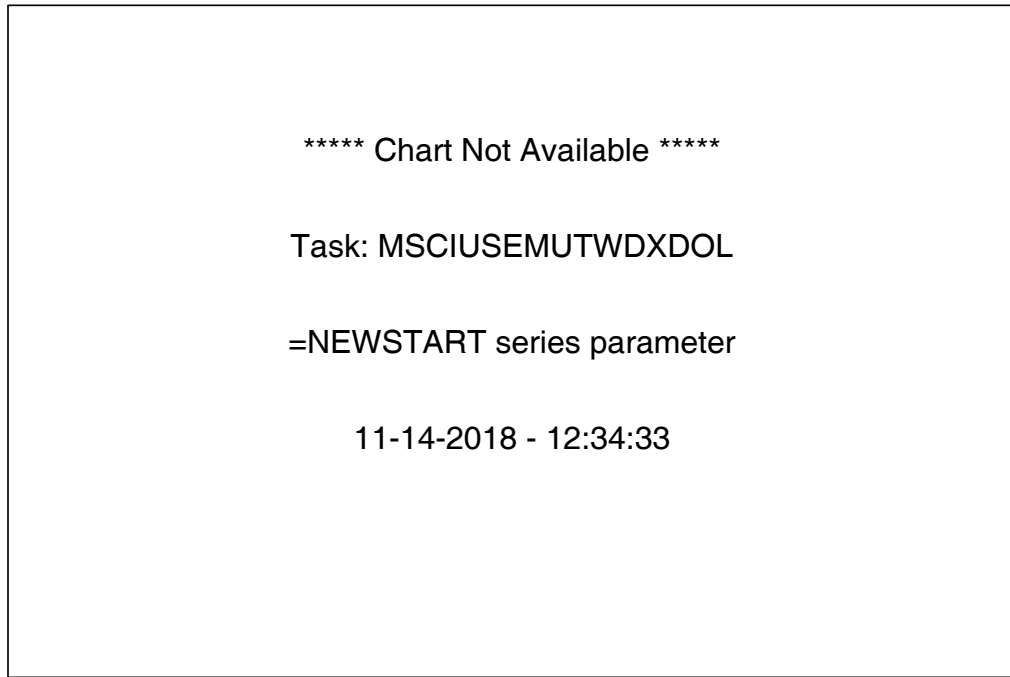 ***** Chart Not Available *****
Task: MSCIUSEMUTWDXDOL
=NEWSTART series parameter
11-14-2018 - 12:34:33